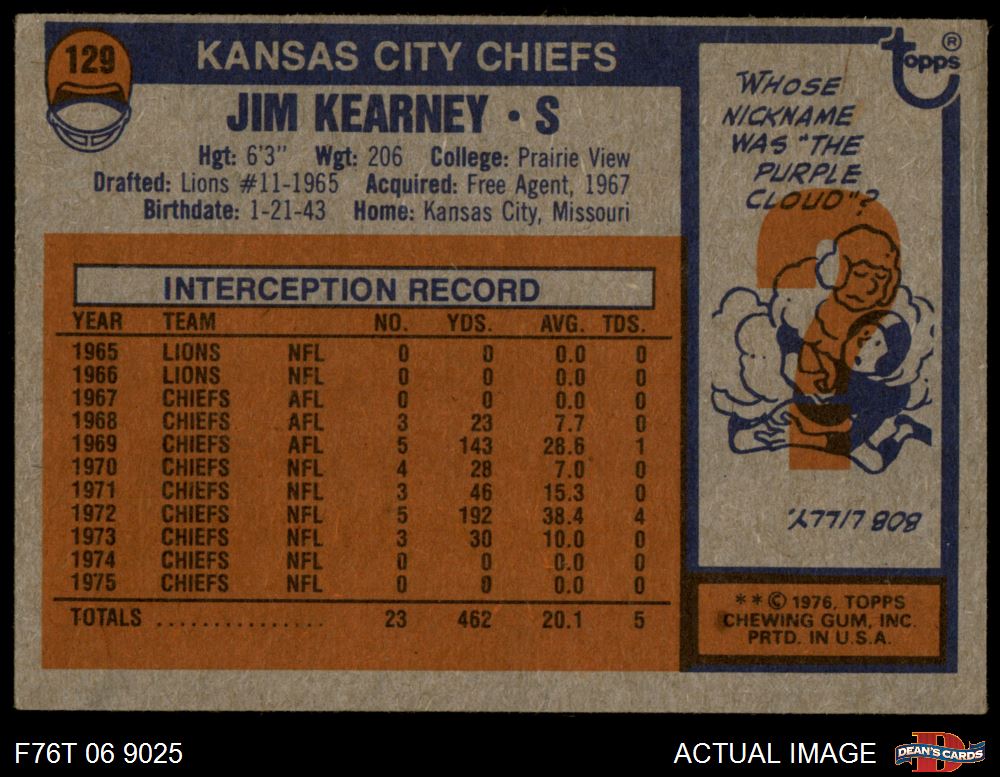 129
KANSAS CITY CHIEFS
JIM KEARNEY • S
Hgt: 6'3" Wgt: 206 College: Prairie View
Drafted: Lions #11-1965 Acquired: Free Agent, 1967
Birthdate: 1-21-43 Home: Kansas City, Missouri
INTERCEPTION RECORD
YEAR TEAM NO. YDS. AVG. TDS.
1965 LIONS NFL 0 0 0.0 0
1966 LIONS NFL 0 0 0.0 0
1967 CHIEFS AFL 0 0 0.0 0
1968 CHIEFS AFL 3 23 7.7 0
1969 CHIEFS AFL 5 143 28.6 1
1970 CHIEFS NFL 4 28 7.0 0
1971 CHIEFS NFL 3 46 15.3 0
1972 CHIEFS NFL 5 192 38.4 4
1973 CHIEFS NFL 3 30 10.0 0
1974 CHIEFS NFL 0 0 0.0 0
1975 CHIEFS NFL 0 0 0.0 0
TOTALS ................ 23 462 20.1 5
topps®
WHOSE
NICKNAME
WAS "THE
PURPLE
CLOUD"?
?
BOB LILLY.
**© 1976, TOPPS
CHEWING GUM, INC.
PRTD. IN U.S.A.
F76T 06 9025
ACTUAL IMAGE
D
DEAN'S CARDS